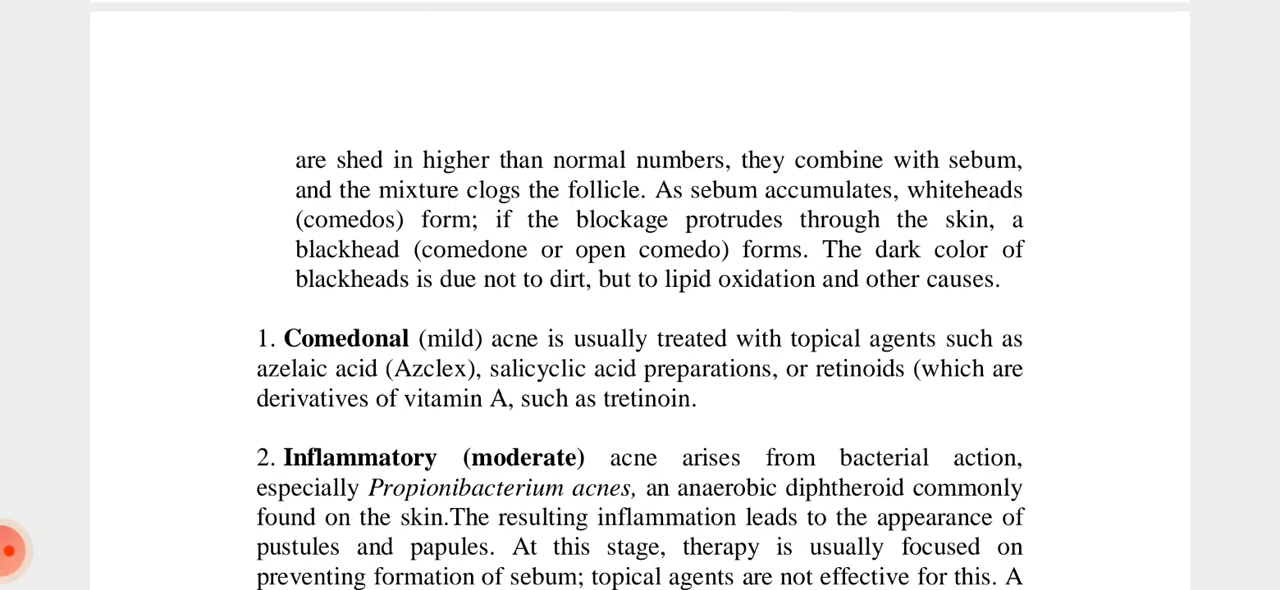 are shed in higher than normal numbers, they combine with sebum,
and the mixture clogs the follicle. As sebum accumulates, whiteheads
(comedos) form; if the blockage protrudes through the skin, a
blackhead (comedone or open comedo) forms. The dark color of
blackheads is due not to dirt, but to lipid oxidation and other causes.
1. Comedonal (mild) acne is usually treated with topical agents such as
azelaic acid (Azclex), salicyclic acid preparations, or retinoids (which are
derivatives of vitamin A, such as tretinoin.
2. Inflammatory (moderate) acne arises from bacterial action,
especially Propionibacterium acnes, an anaerobic diphtheroid commonly
found on the skin.The resulting inflammation leads to the appearance of
pustules and papules. At this stage, therapy is usually focused on
preventing formation of sebum; topical agents are not effective for this. A